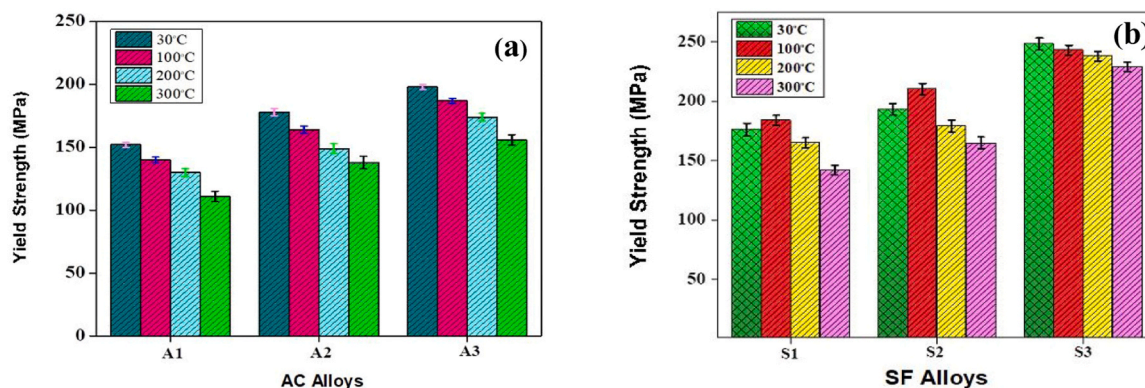 (a)
30°C
100°C
200°C
300°C
Yield Strength (MPa)
250
200
150
100
50
0
A1 A2 A3
AC Alloys
(b)
30°C
100°C
200°C
300°C
Yield Strength (MPa)
250
200
150
100
50
S1 S2 S3
SF Alloys